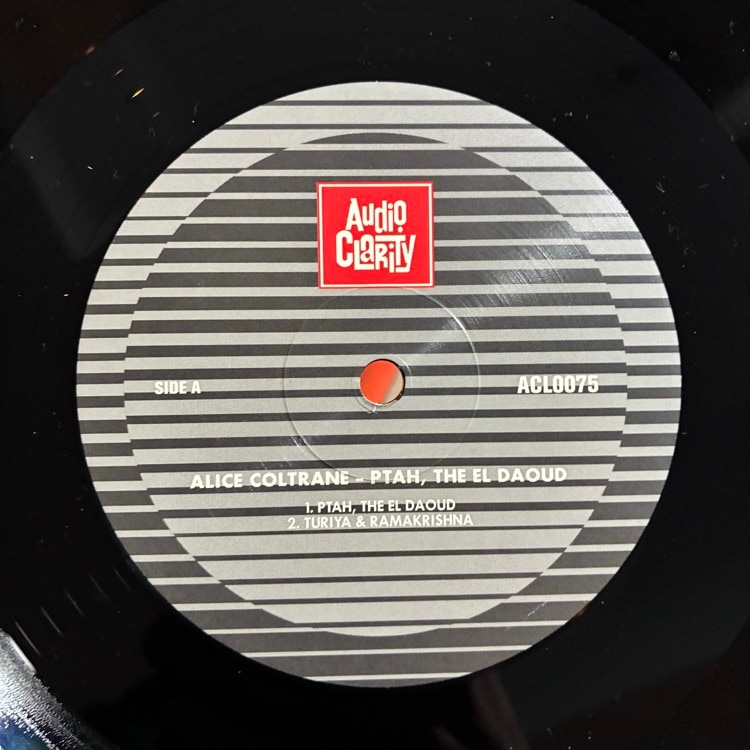 Audio
Clarity
SIDE A
ACL0075
ALICE COLTRANE - PTAH, THE EL DAOUD
1. PTAH, THE EL DAOUD
2. TURIYA & RAMAKRISHNA